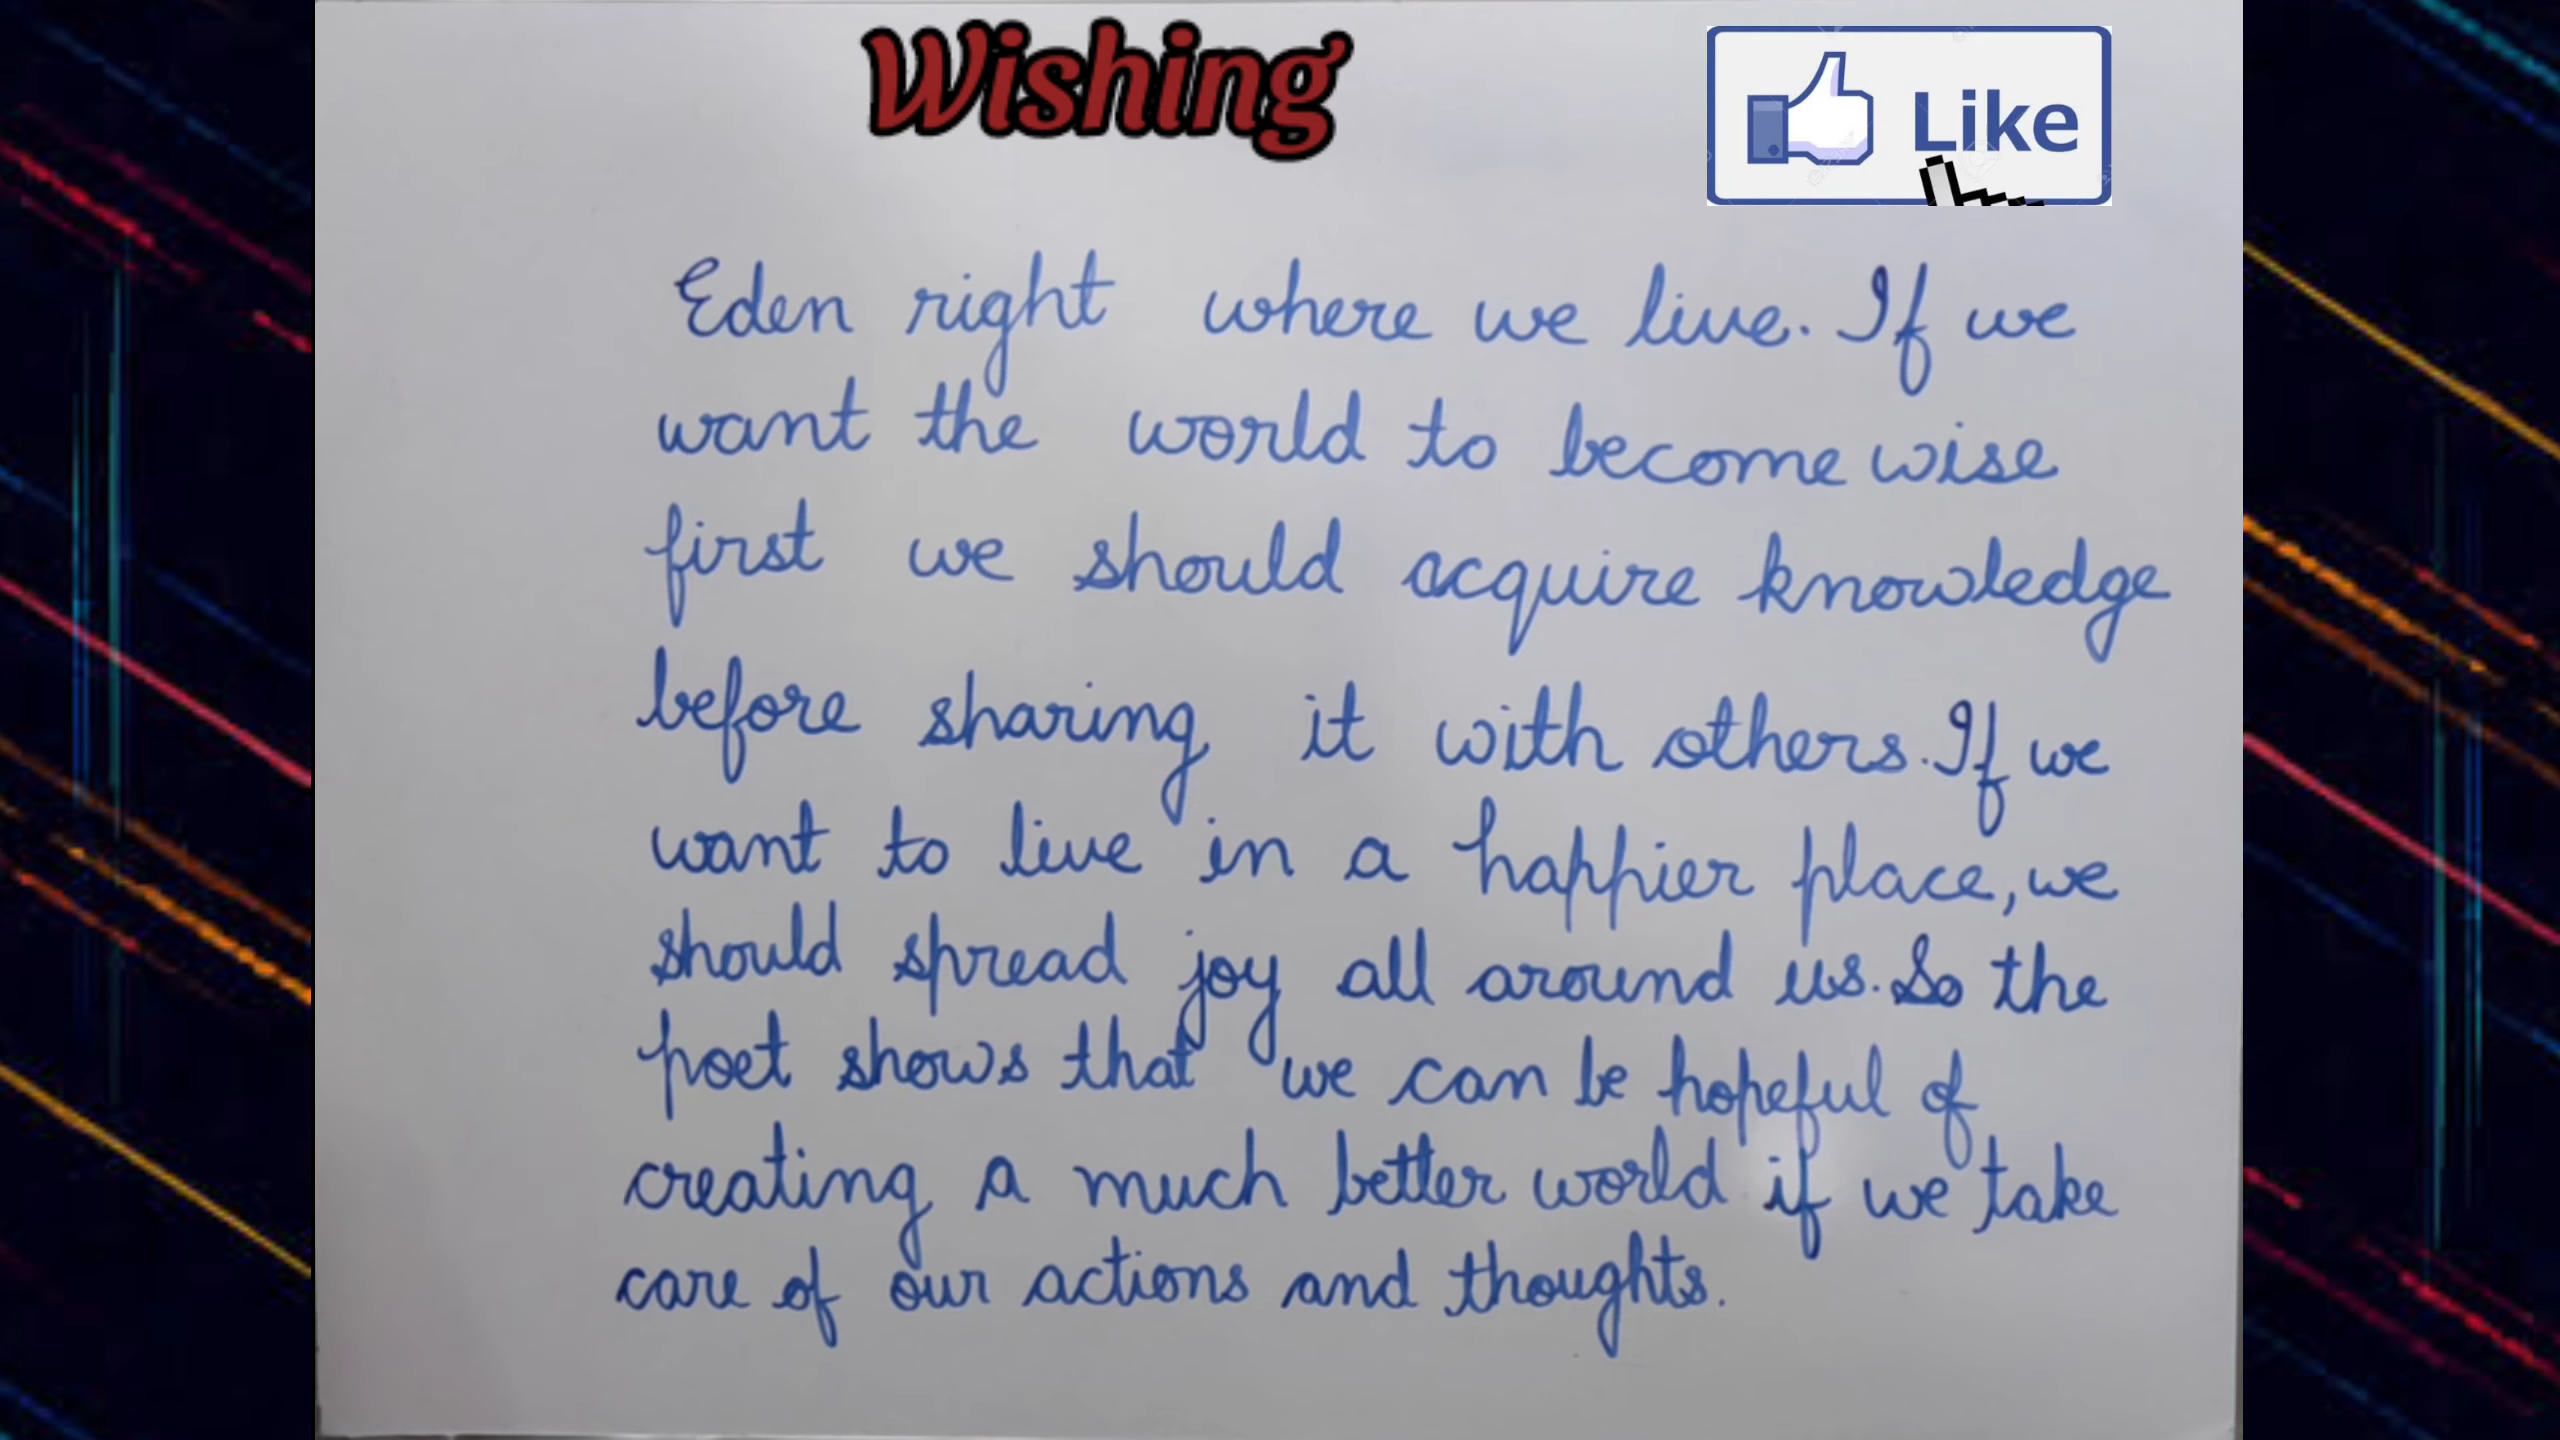 Wishing
Like
Eden right where we live. If we
want the world to become wise
first we should acquire knowledge
before sharing it with others. If we
want to live in a happier place, we
should spread joy all around us. So the
poet shows that we can be hopeful of
creating a much better world if we take
care of our actions and thoughts.